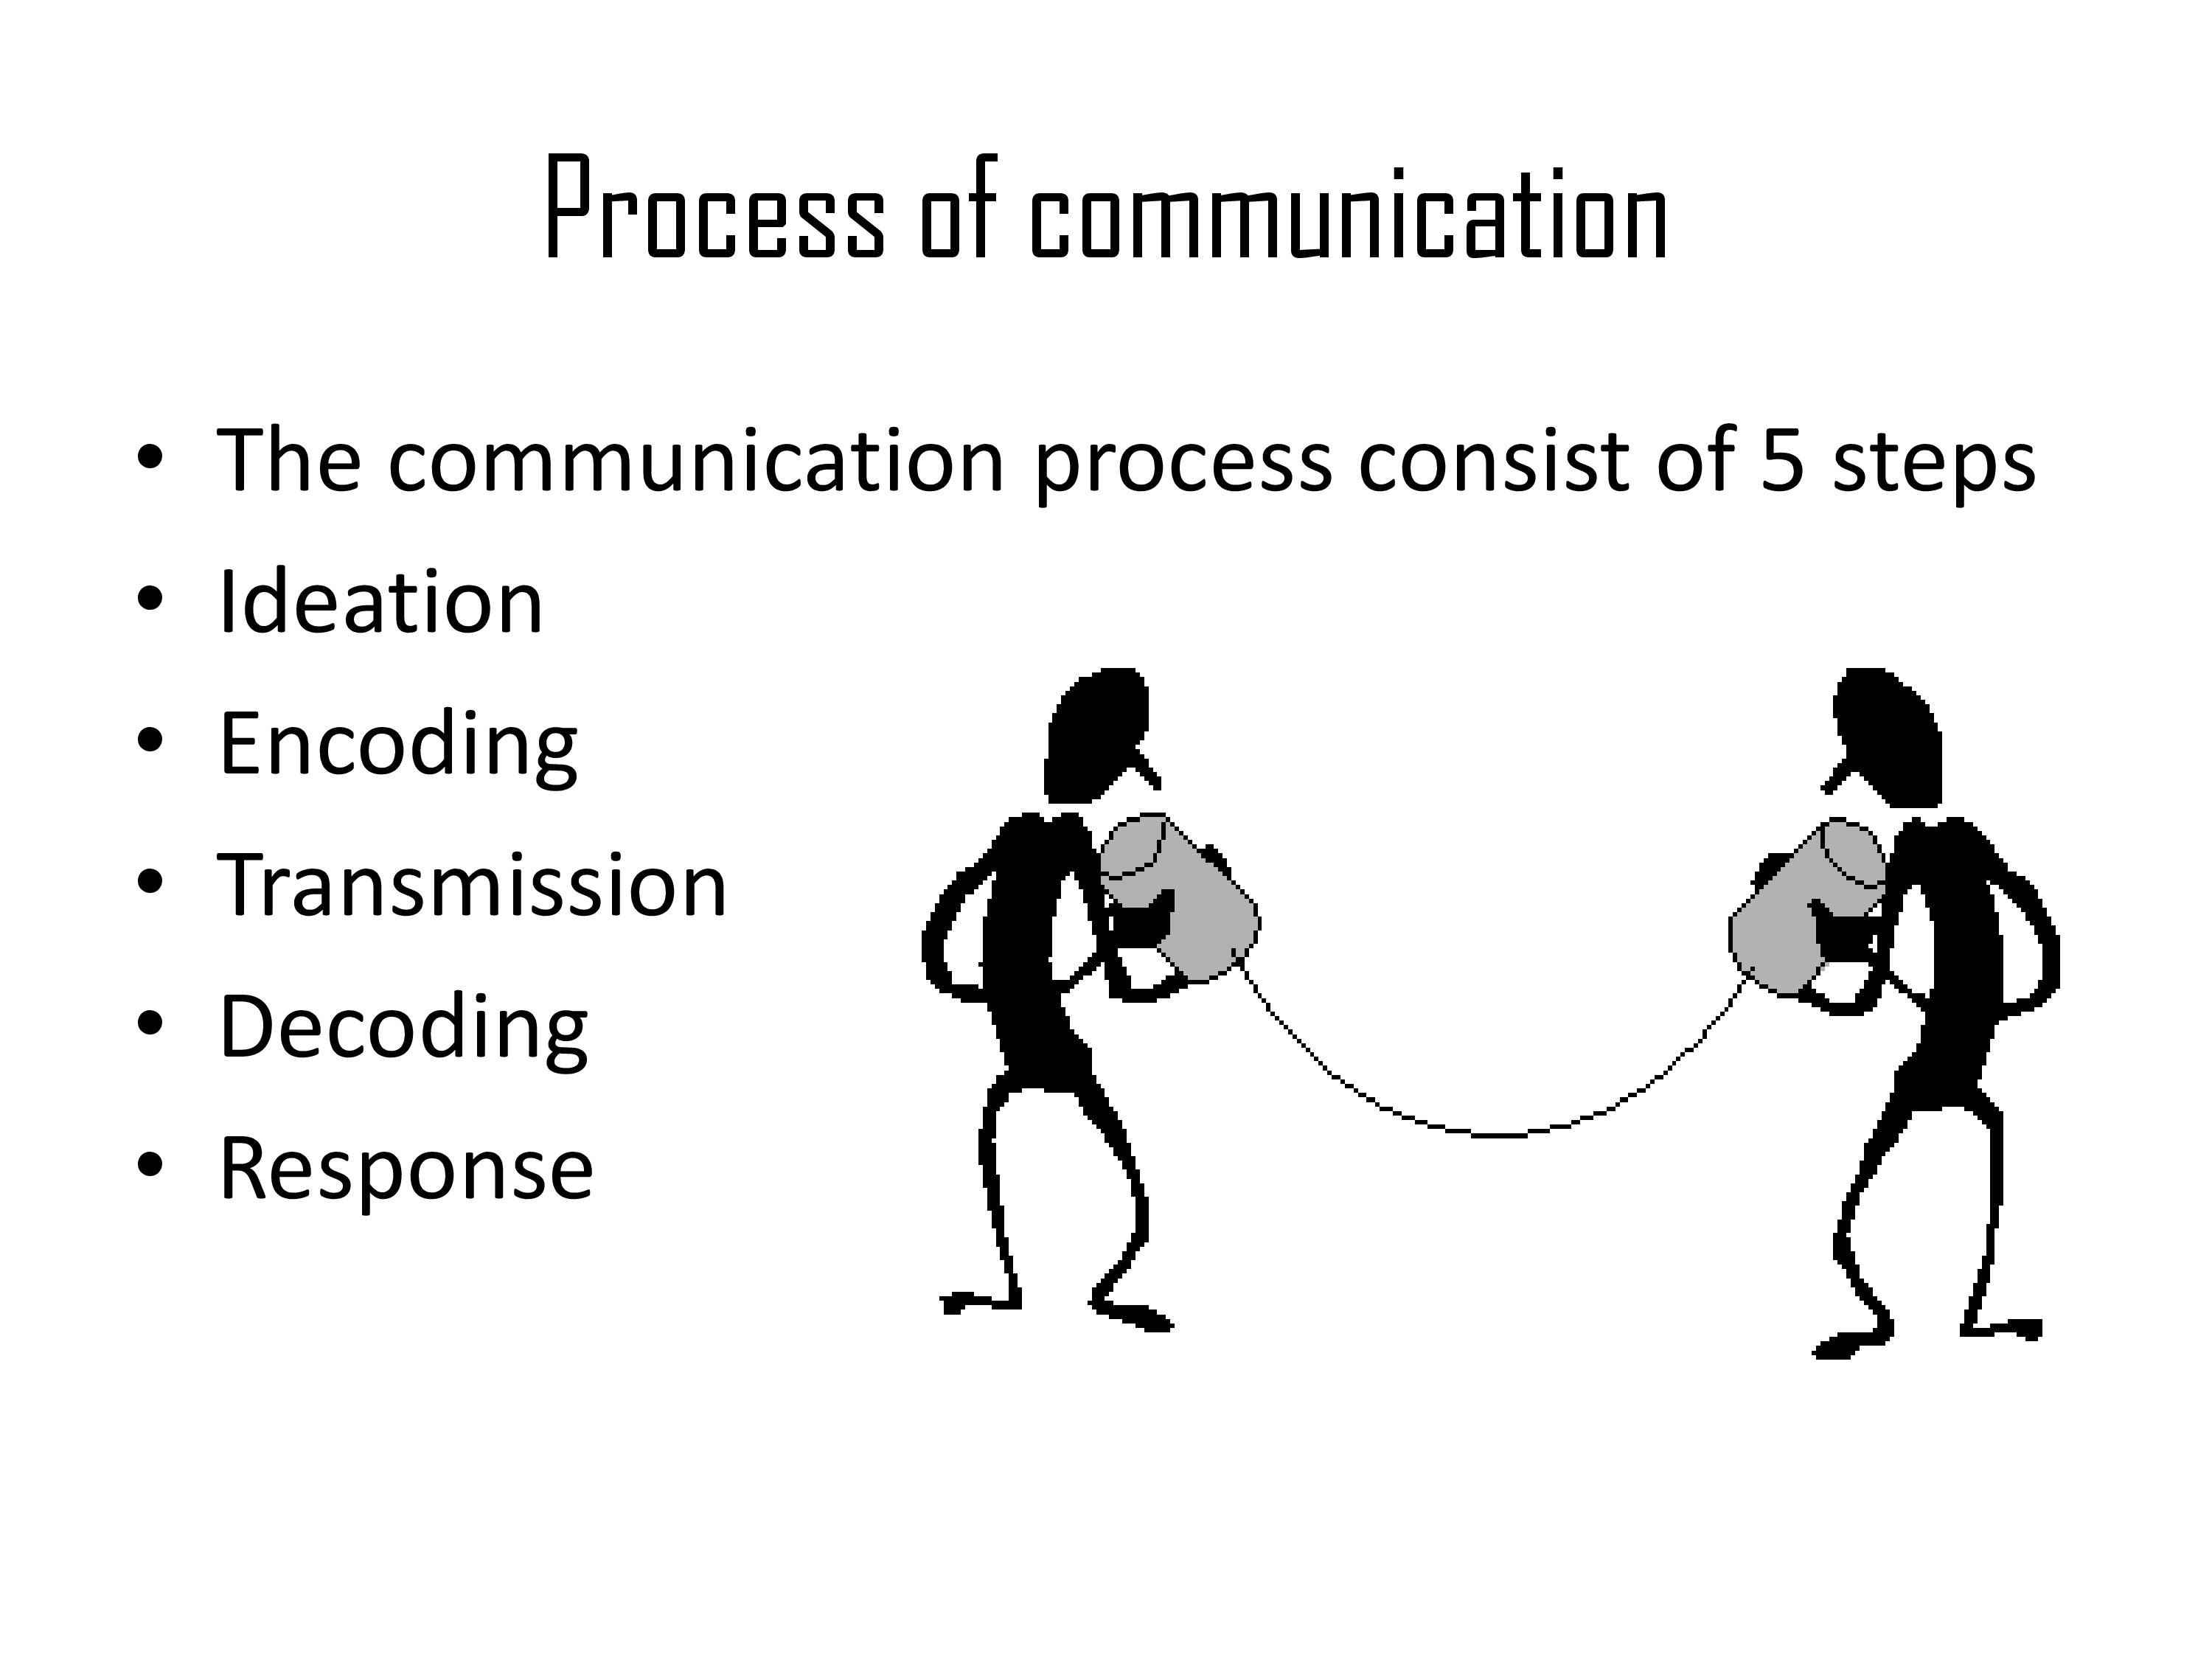 Process of communication
• The communication process consist of 5 steps
• Ideation
• Encoding
• Transmission
• Decoding
• Response